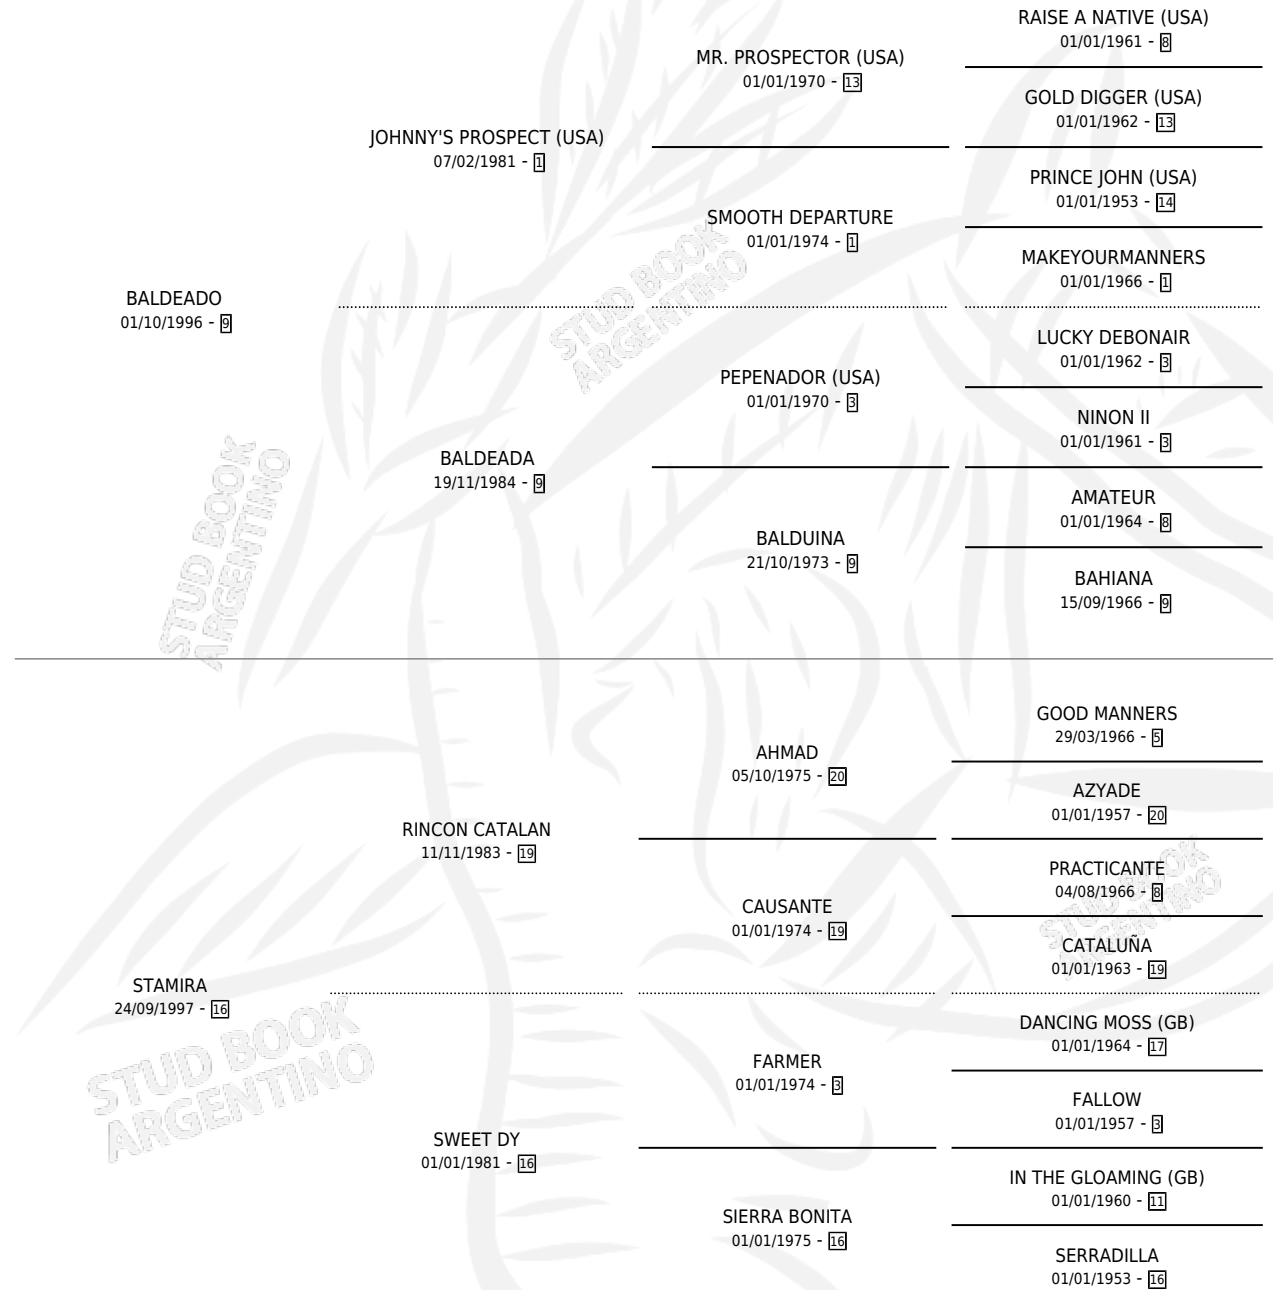 RAISE A NATIVE (USA)
01/01/1961 - 8
MR. PROSPECTOR (USA)
01/01/1970 - 13
GOLD DIGGER (USA)
01/01/1962 - 13
JOHNNY'S PROSPECT (USA)
07/02/1981 - 1
PRINCE JOHN (USA)
01/01/1953 - 14
SMOOTH DEPARTURE
01/01/1974 - 1
MAKEYOURMANNERS
01/01/1966 - 1
BALDEADO
01/10/1996 - 9
LUCKY DEBONAIR
01/01/1962 - 3
PEPENADOR (USA)
01/01/1970 - 3
NINON II
01/01/1961 - 3
BALDEADA
19/11/1984 - 9
AMATEUR
01/01/1964 - 8
BALDUINA
21/10/1973 - 9
BAHIANA
15/09/1966 - 9
GOOD MANNERS
29/03/1966 - 5
AHMAD
05/10/1975 - 20
AZYADE
01/01/1957 - 20
RINCON CATALAN
11/11/1983 - 19
PRACTICANTE
04/08/1966 - 8
CAUSANTE
01/01/1974 - 19
CATALUÑA
01/01/1963 - 19
STAMIRA
24/09/1997 - 16
DANCING MOSS (GB)
01/01/1964 - 17
FARMER
01/01/1974 - 3
FALLOW
01/01/1957 - 3
SWEET DY
01/01/1981 - 16
IN THE GLOAMING (GB)
01/01/1960 - 11
SIERRA BONITA
01/01/1975 - 16
SERRADILLA
01/01/1953 - 16
STUD BOOK
ARGENTINO
STUD BOOK
ARGENTINO
STUD BOOK
ARGENTINO
STUD BOOK
ARGENTINO